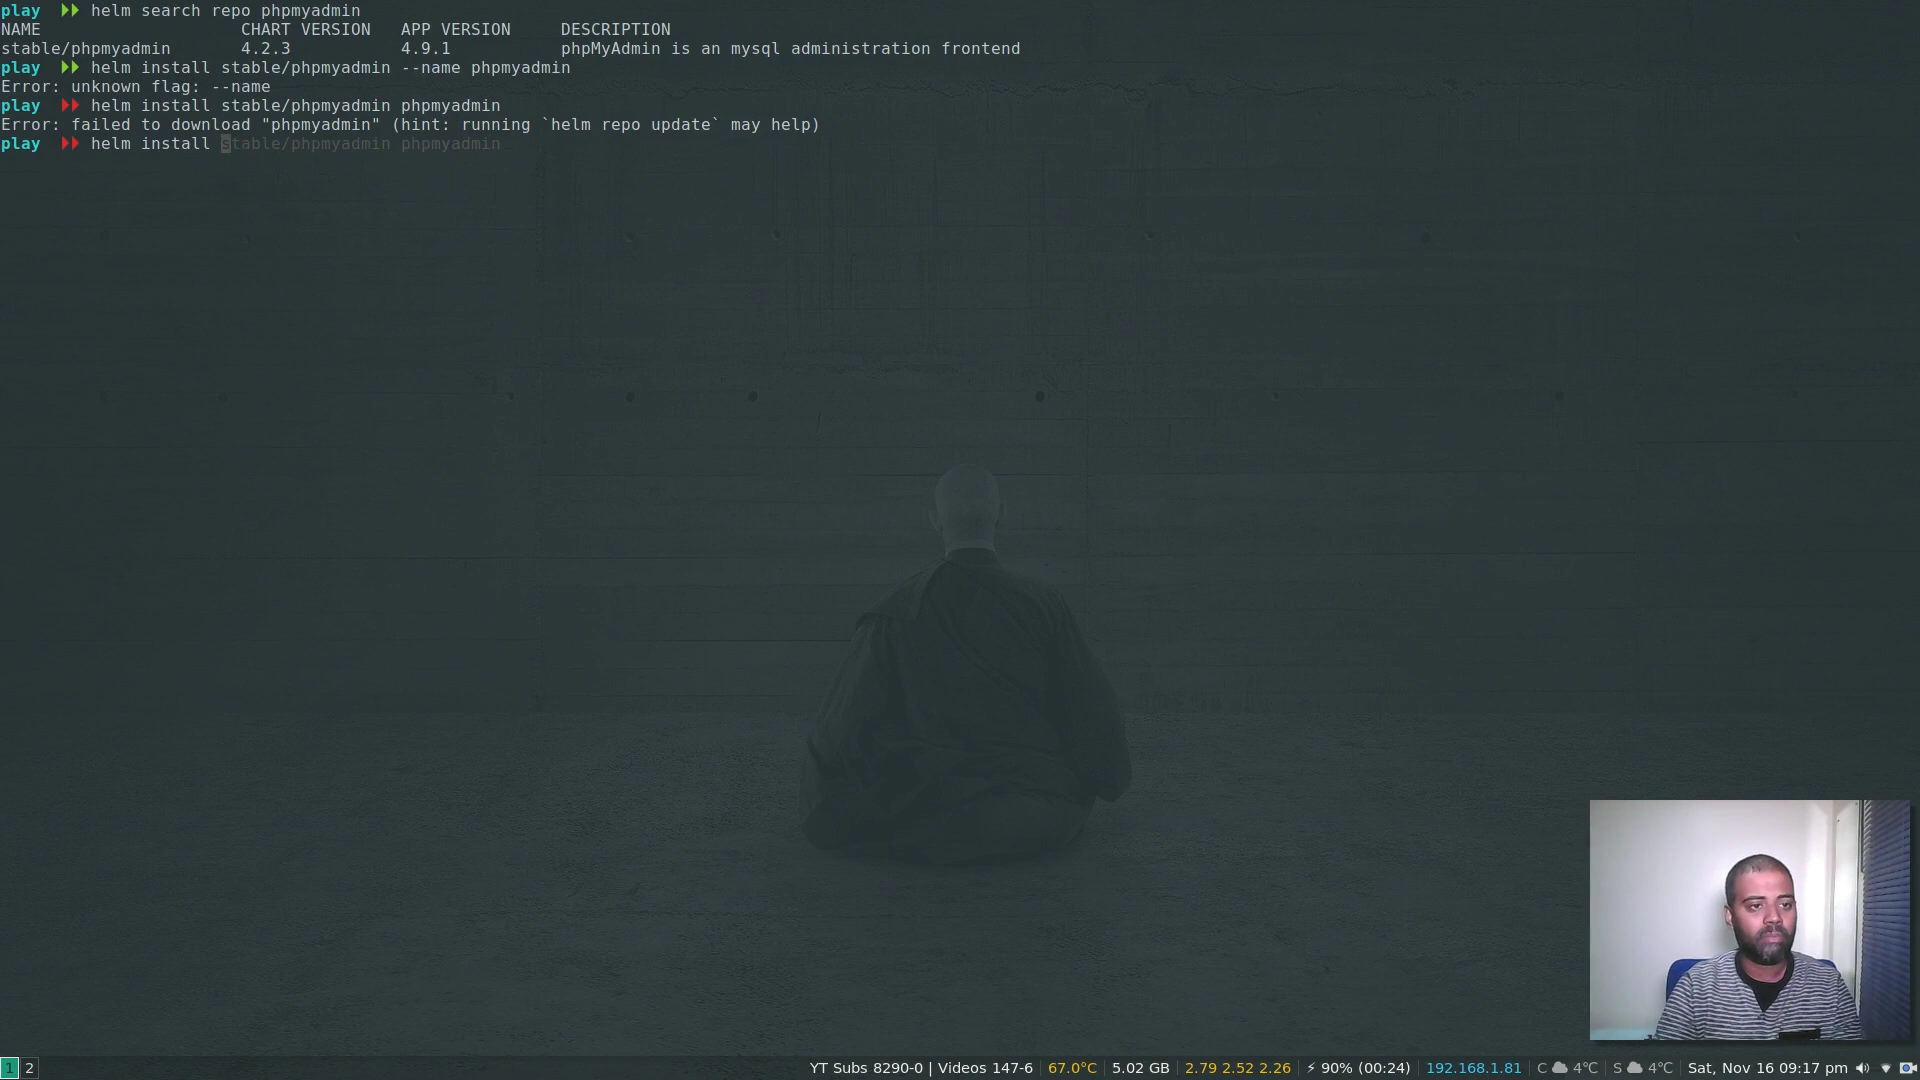 play helm search repo phpmyadmin
NAME CHART VERSION APP VERSION DESCRIPTION
stable/phpmyadmin 4.2.3 4.9.1 phpMyAdmin is an mysql administration frontend
play helm install stable/phpmyadmin --name phpmyadmin
Error: unknown flag: --name
play helm install stable/phpmyadmin phpmyadmin
Error: failed to download "phpmyadmin" (hint: running `helm repo update` may help)
play helm install stable/phpmyadmin phpmyadmin
1 2 YT Subs 8290-0 | Videos 147-6 67.0°C 5.02 GB 2.79 2.52 2.26 ⚡ 90% (00:24) 192.168.1.81 C 4℃ S 4℃ Sat, Nov 16 09:17 pm